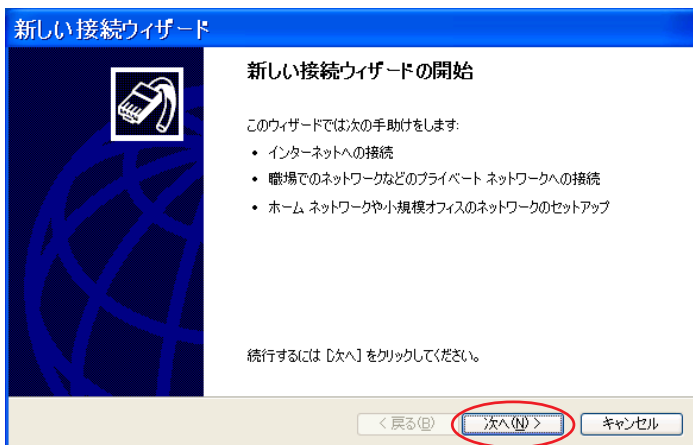 新しい接続ウィザード
新しい接続ウィザードの開始
このウィザードでは次の手助けをします:
• インターネットへの接続
• 職場でのネットワークなどのプライベート ネットワークへの接続
• ホーム ネットワークや小規模オフィスのネットワークのセットアップ
続行するには [次へ] をクリックしてください。
< 戻る(B) 次へ(N) > キャンセル